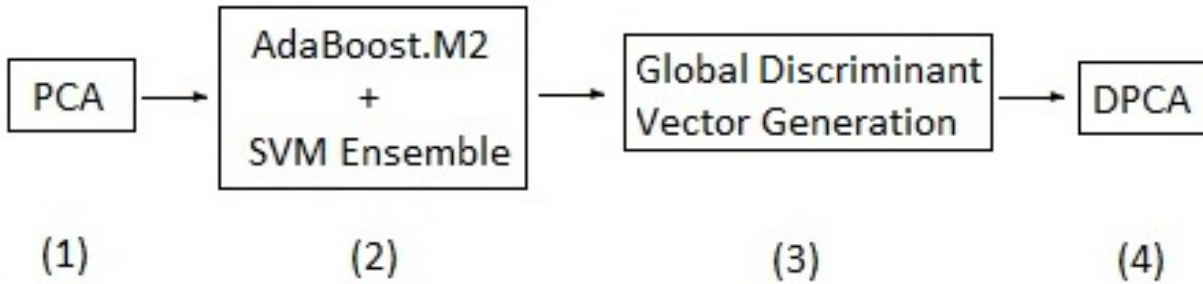 PCA
AdaBoost.M2
+
SVM Ensemble
Global Discriminant
Vector Generation
DPCA
(1)
(2)
(3)
(4)